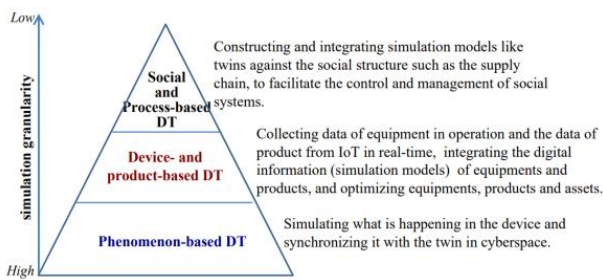 Low
simulation granularity
High
Social
and
Process-based
DT
Constructing and integrating simulation models like
twins against the social structure such as the supply
chain, to facilitate the control and management of social
systems.
Device- and
product-based DT
Collecting data of equipment in operation and the data of
product from IoT in real-time, integrating the digital
information (simulation models) of equipments and
products, and optimizing equipments, products and assets.
Phenomenon-based DT
Simulating what is happening in the device and
synchronizing it with the twin in cyberspace.